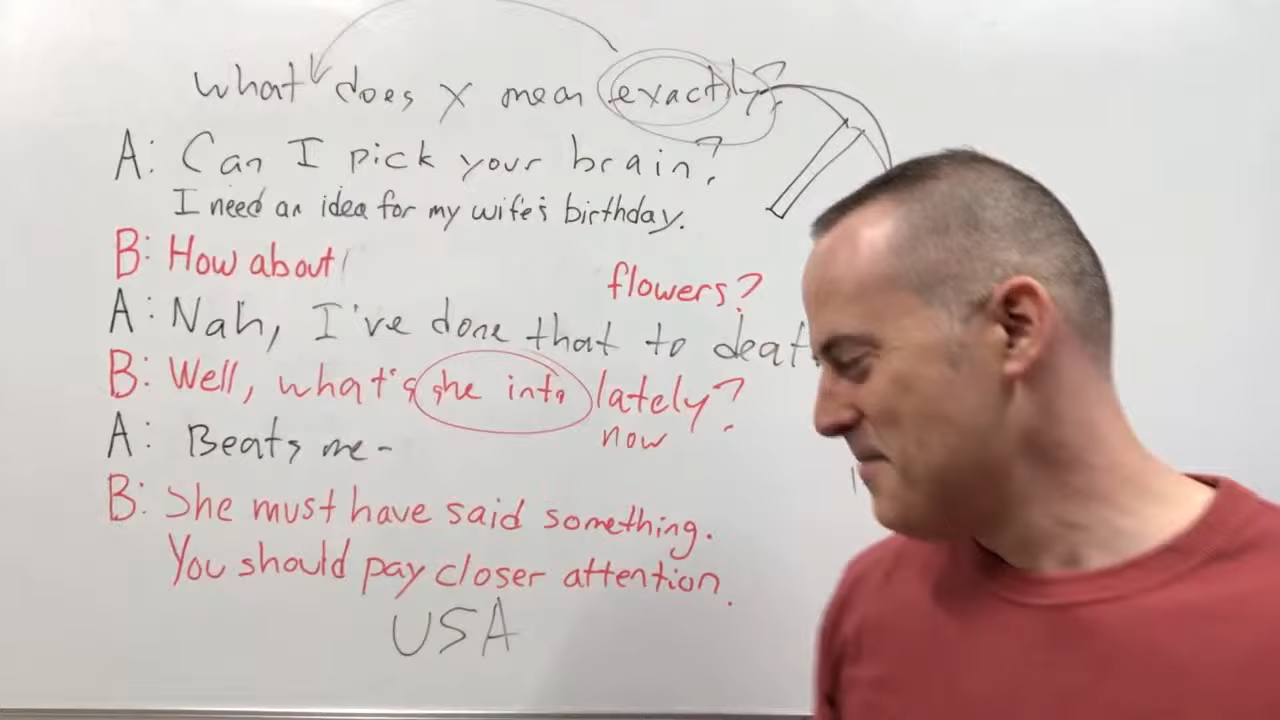 What does X mean exactly?
A: Can I pick your brain?
I need an idea for my wife's birthday.
B: How about flowers?
A: Nah, I've done that to deat
B: Well, what's she into lately?
now
A: Beats me-
B: She must have said something.
You should pay closer attention.
USA